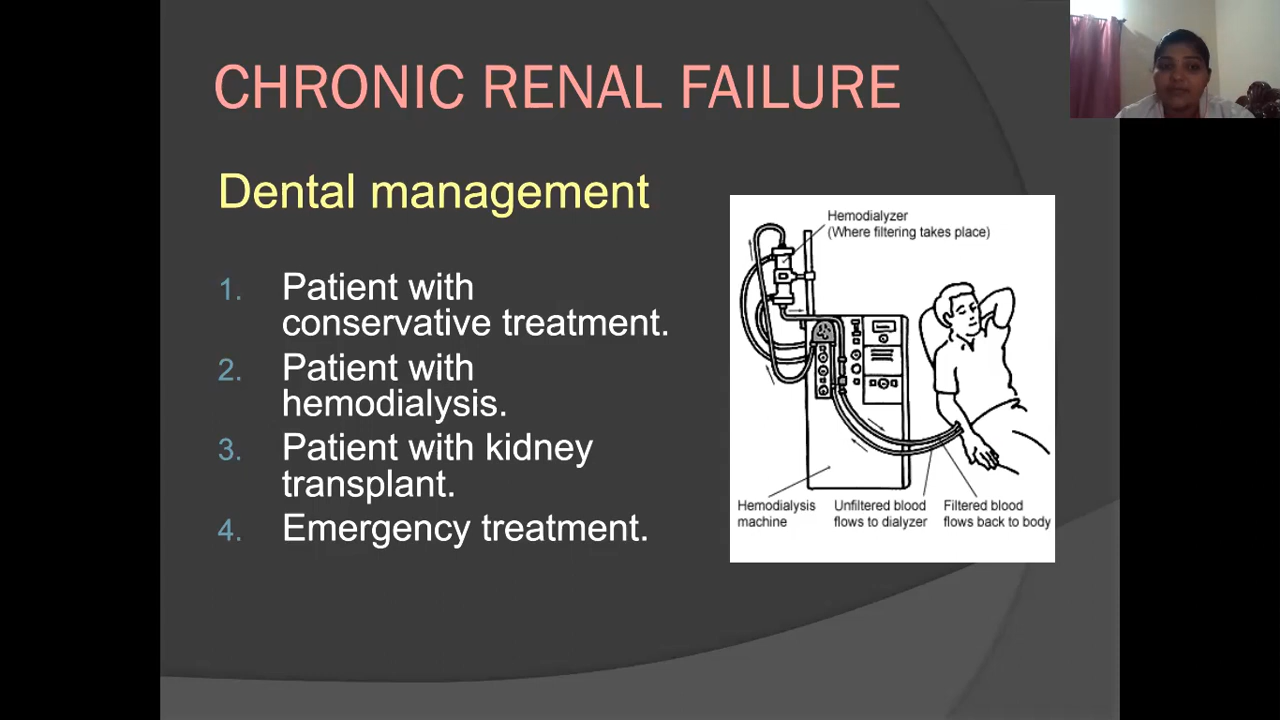 CHRONIC RENAL FAILURE
Dental management
1. Patient with
conservative treatment.
2. Patient with
hemodialysis.
3. Patient with kidney
transplant.
4. Emergency treatment.
Hemodialyzer
(Where filtering takes place)
Hemodialysis
machine
Unfiltered blood
flows to dialyzer
Filtered blood
flows back to body